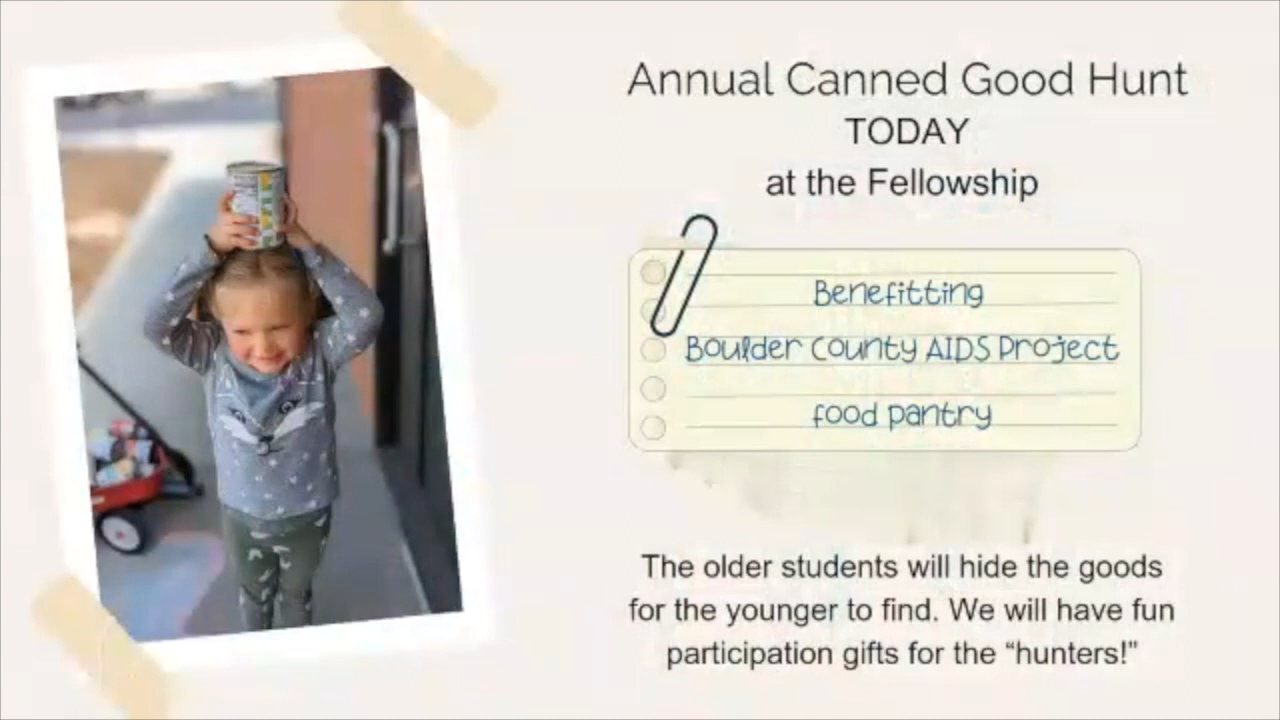 Annual Canned Good Hunt
TODAY
at the Fellowship
Benefitting
Boulder County AIDS Project
food pantry
The older students will hide the goods
for the younger to find. We will have fun
participation gifts for the “hunters!”